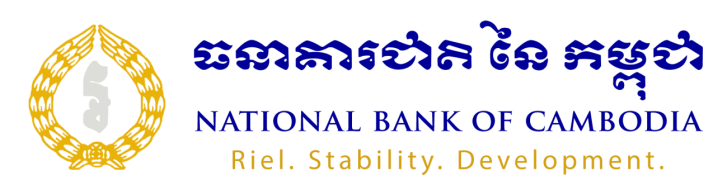 ធនាគារជាតិ នៃ កម្ពុជា
NATIONAL BANK OF CAMBODIA
Riel. Stability. Development.